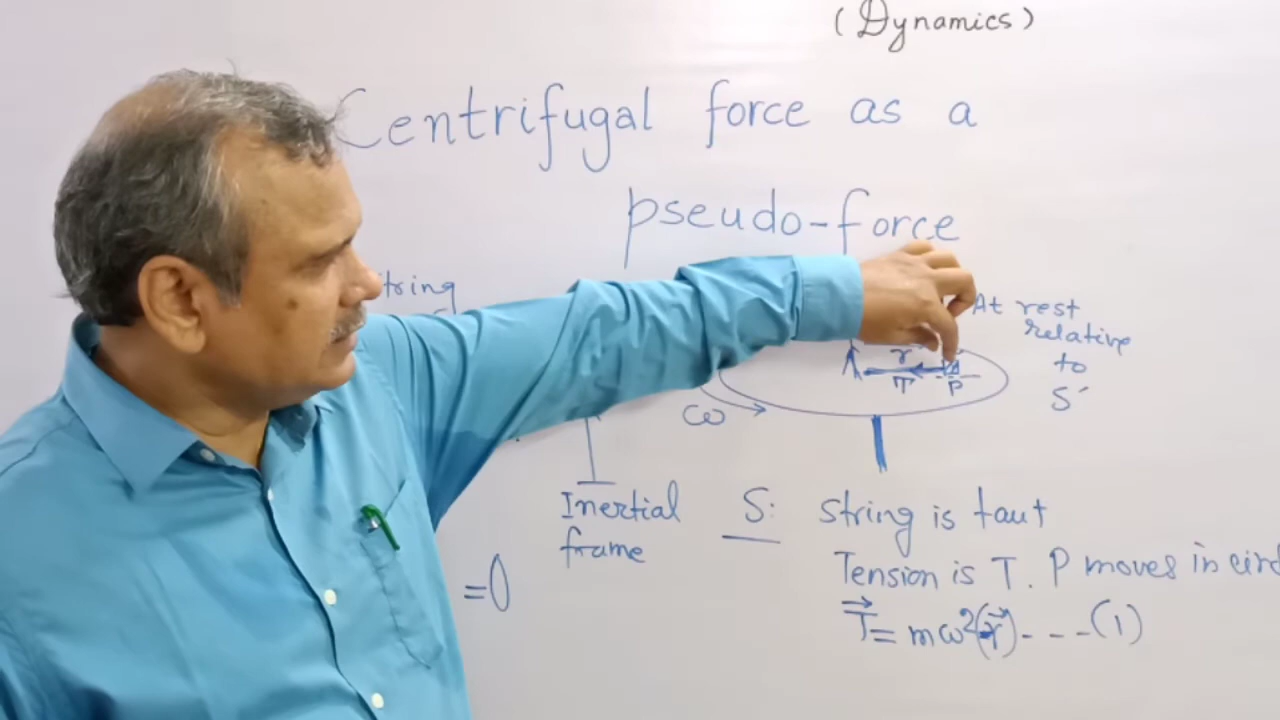 (Dynamics)
Centrifugal force as a
pseudo-force
String
At rest
relative
to
S'
r
T
P
ω
Inertial
frame
S:
String is taut
Tension is T. P moves in
=0
T⃗ = mω²(r⃗) - - - (1)